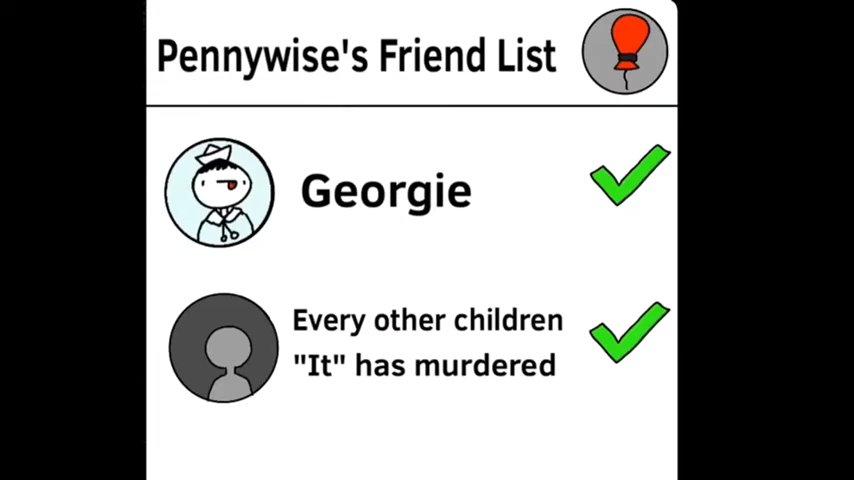 Pennywise's Friend List
Georgie
Every other children
"It" has murdered